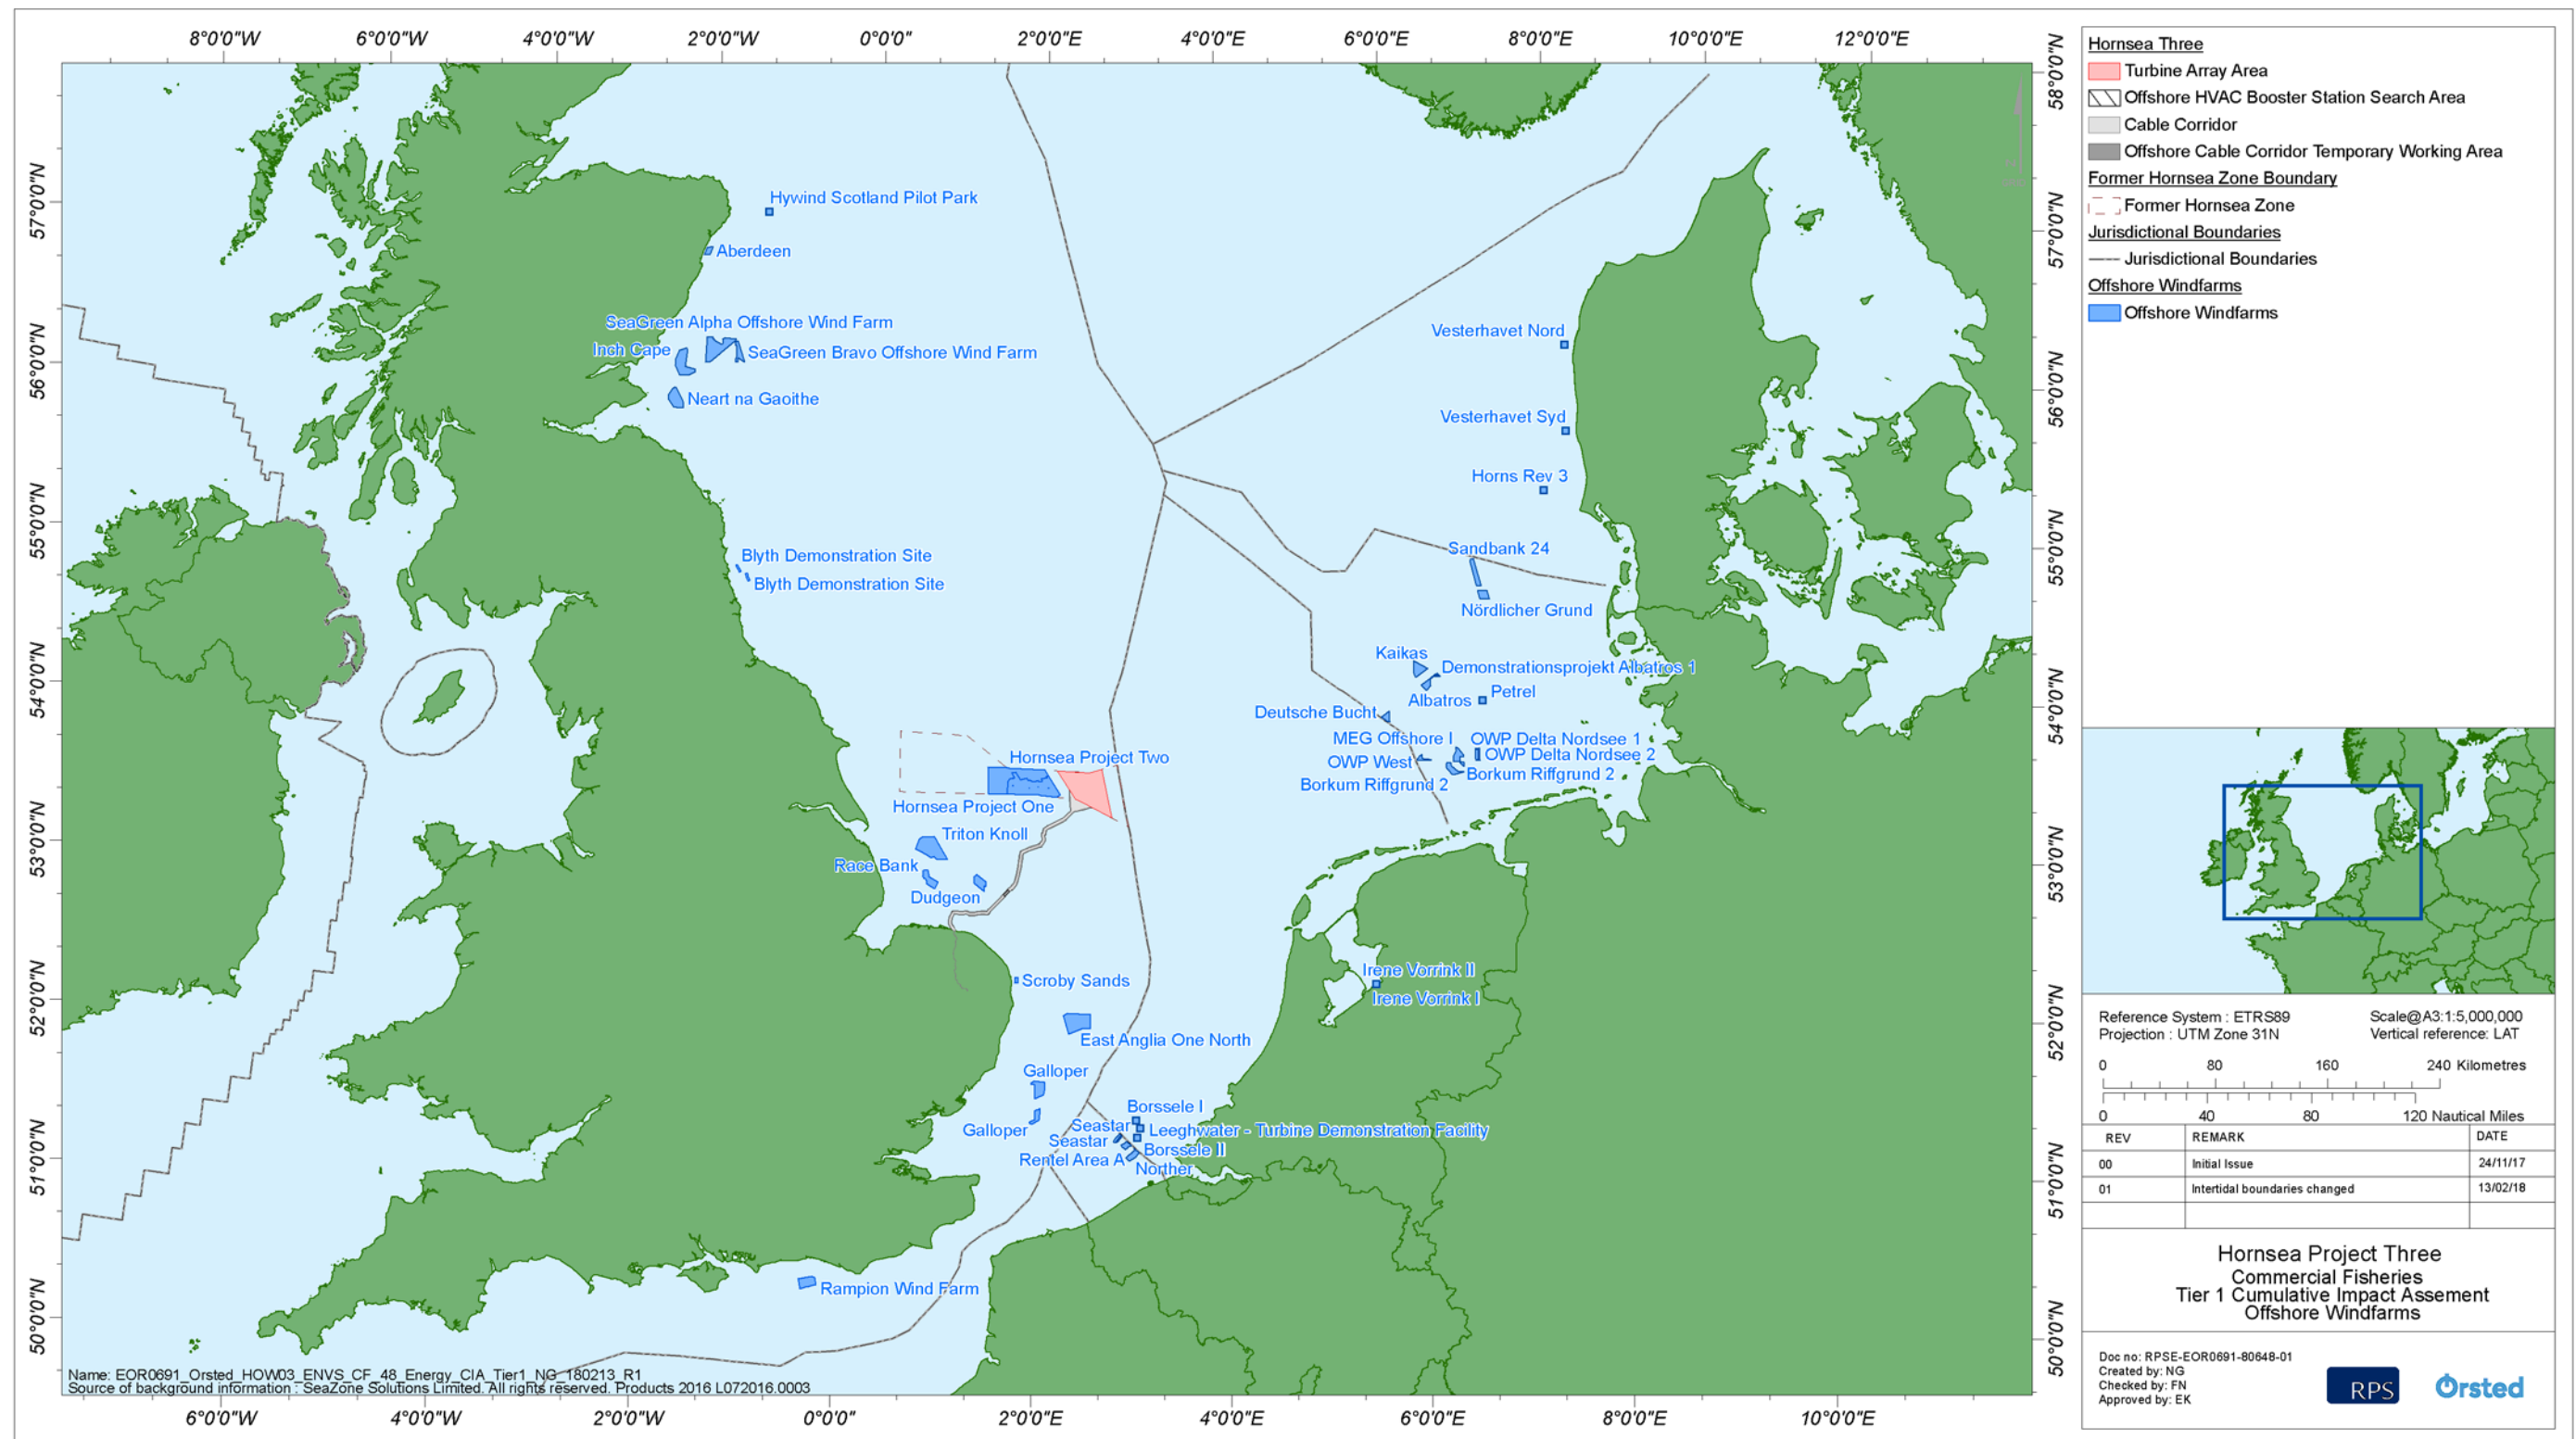 8°0'0"W
6°0'0"W
4°0'0"W
2°0'0"W
0°0'0"
2°0'0"E
4°0'0"E
6°0'0"E
8°0'0"E
10°0'0"E
12°0'0"E
57°0'0"N
56°0'0"N
55°0'0"N
54°0'0"N
53°0'0"N
52°0'0"N
51°0'0"N
50°0'0"N
58°0'0"N
57°0'0"N
56°0'0"N
55°0'0"N
54°0'0"N
53°0'0"N
52°0'0"N
51°0'0"N
50°0'0"N
Hywind Scotland Pilot Park
Aberdeen
SeaGreen Alpha Offshore Wind Farm
Inch Cape
SeaGreen Bravo Offshore Wind Farm
Neart na Gaoithe
Vesterhavet Nord
Vesterhavet Syd
Horns Rev 3
Blyth Demonstration Site
Blyth Demonstration Site
Sandbank 24
Nördlicher Grund
Kaikas
Demonstrationsprojekt Albatros 1
Albatros
Petrel
Deutsche Bucht
MEG Offshore I
OWP Delta Nordsee 1
OWP West
OWP Delta Nordsee 2
Borkum Riffgrund 2
Borkum Riffgrund 2
Hornsea Project Two
Hornsea Project One
Triton Knoll
Race Bank
Dudgeon
Scroby Sands
Irene Vorrink II
Irene Vorrink I
East Anglia One North
Galloper
Galloper
Borssele I
Seastar
Leeghwater - Turbine Demonstration Facility
Seastar
Borssele II
Rentel Area A
Norther
Rampion Wind Farm
Name: EOR0691_Orsted_HOW03_ENVS_CF_48_Energy_CIA_Tier1_NG_180213_R1
Source of background information : SeaZone Solutions Limited. All rights reserved. Products 2016 L072016.0003
6°0'0"W
4°0'0"W
2°0'0"W
0°0'0"
2°0'0"E
4°0'0"E
6°0'0"E
8°0'0"E
10°0'0"E
Hornsea Three
Turbine Array Area
Offshore HVAC Booster Station Search Area
Cable Corridor
Offshore Cable Corridor Temporary Working Area
Former Hornsea Zone Boundary
Former Hornsea Zone
Jurisdictional Boundaries
Jurisdictional Boundaries
Offshore Windfarms
Offshore Windfarms
Reference System : ETRS89
Scale@A3:1:5,000,000
Projection : UTM Zone 31N
Vertical reference: LAT
0 80 160 240 Kilometres
0 40 80 120 Nautical Miles
REV REMARK DATE
00 Initial Issue 24/11/17
01 Intertidal boundaries changed 13/02/18
Hornsea Project Three
Commercial Fisheries
Tier 1 Cumulative Impact Assement
Offshore Windfarms
Doc no: RPSE-EOR0691-80648-01
Created by: NG
Checked by: FN
Approved by: EK
RPS
Orsted